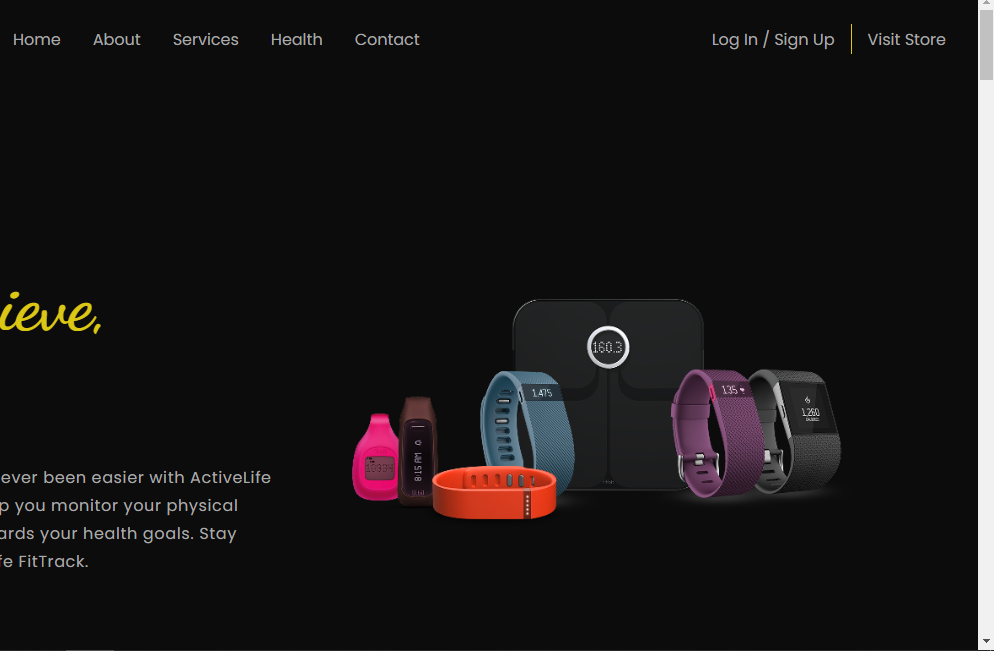 Home About Services Health Contact Log In / Sign Up Visit Store
ieve,
160.3
1,475
135
1,260
8:15 AM
ever been easier with ActiveLife
p you monitor your physical
ards your health goals. Stay
fe FitTrack.